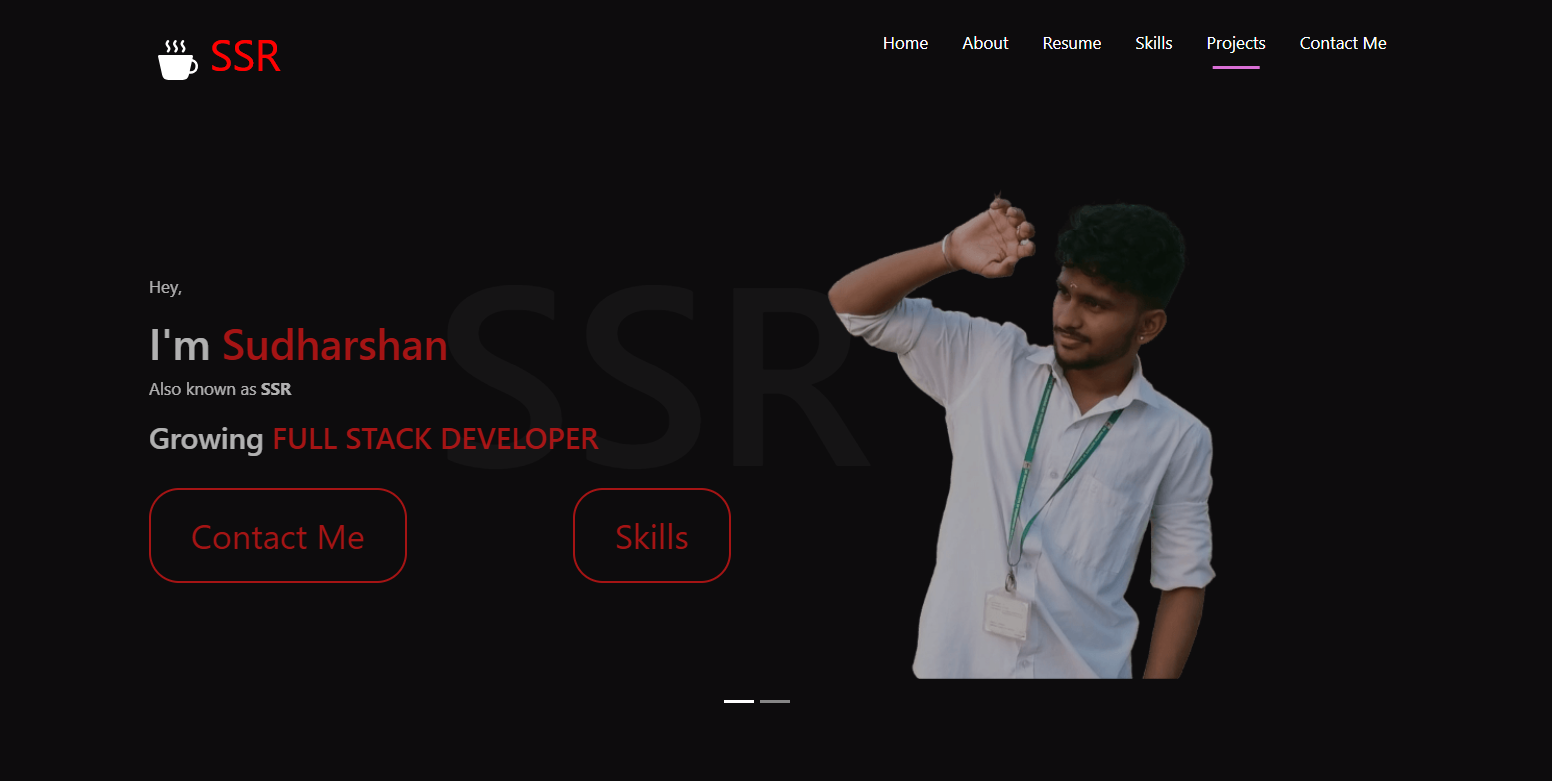 SSR
Home About Resume Skills Projects Contact Me
Hey,
I'm Sudharshan
SSR
Also known as SSR
Growing FULL STACK DEVELOPER
Contact Me Skills